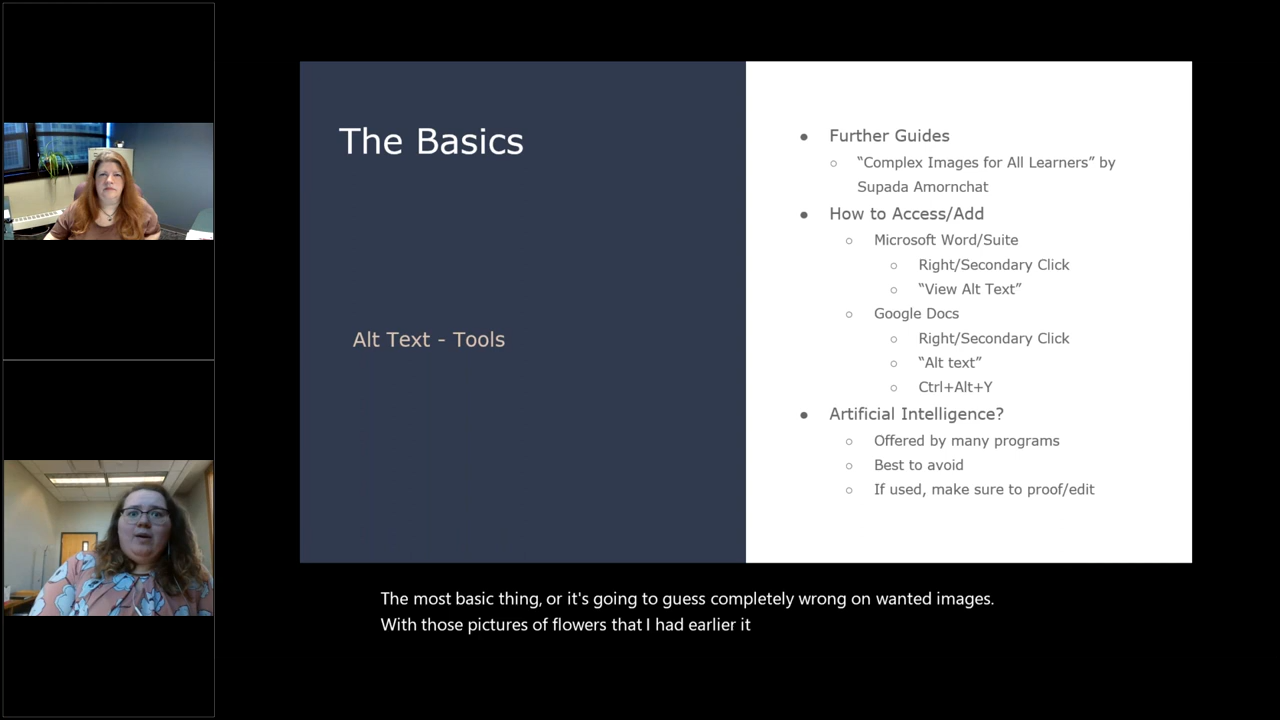 The Basics
Alt Text - Tools
● Further Guides
○ “Complex Images for All Learners” by
Supada Amornchat
● How to Access/Add
○ Microsoft Word/Suite
○ Right/Secondary Click
○ “View Alt Text”
○ Google Docs
○ Right/Secondary Click
○ “Alt text”
○ Ctrl+Alt+Y
● Artificial Intelligence?
○ Offered by many programs
○ Best to avoid
○ If used, make sure to proof/edit
The most basic thing, or it's going to guess completely wrong on wanted images.
With those pictures of flowers that I had earlier it